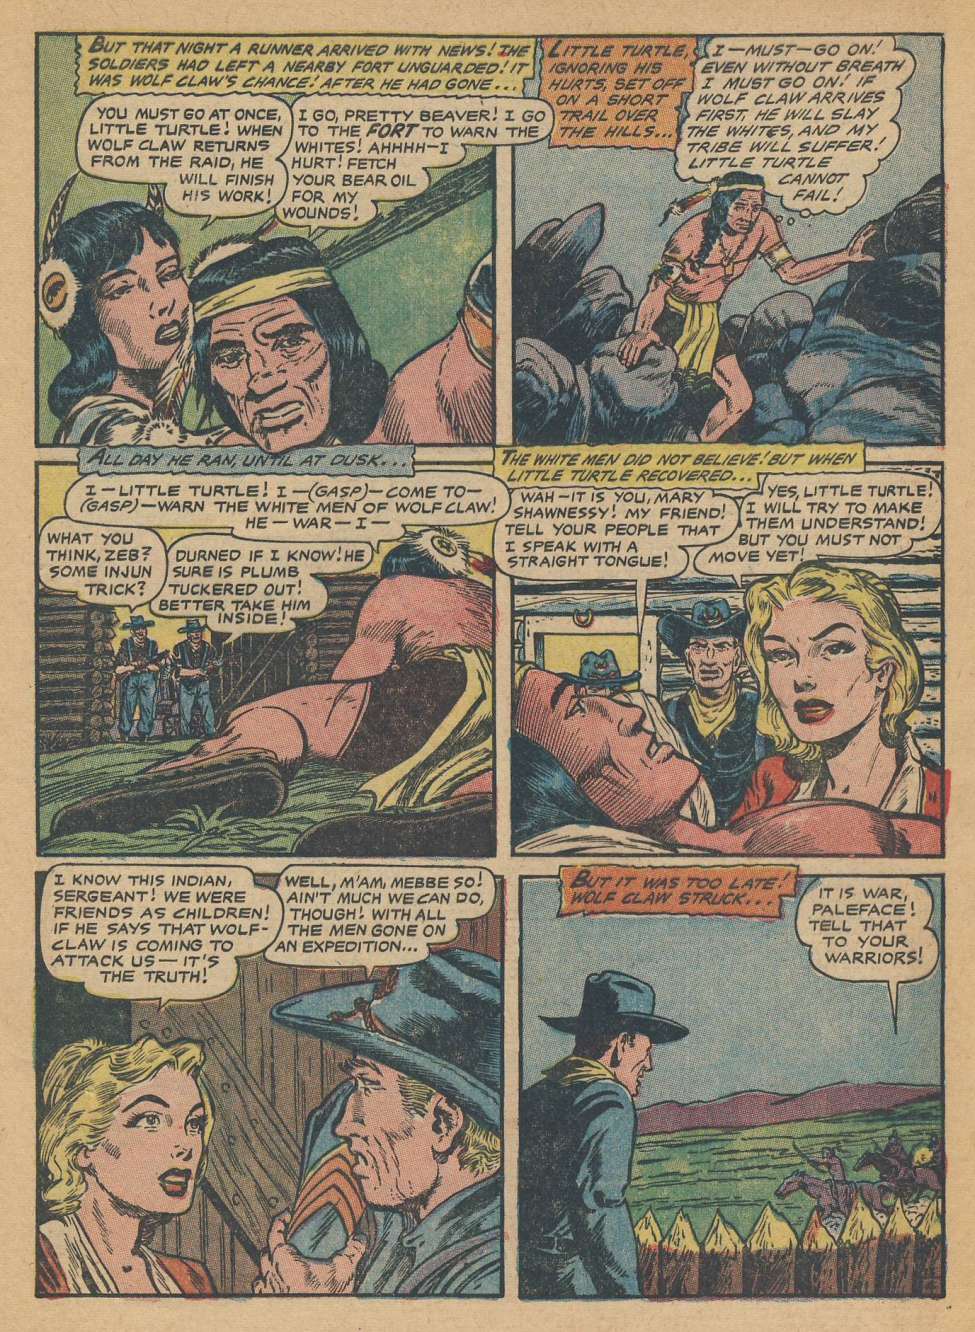 BUT THAT NIGHT A RUNNER ARRIVED WITH NEWS! THE
SOLDIERS HAD LEFT A NEARBY FORT UNGUARDED! IT
WAS WOLF CLAW'S CHANCE! AFTER HE HAD GONE...
YOU MUST GO AT ONCE,
LITTLE TURTLE! WHEN
WOLF CLAW RETURNS
FROM THE RAID, HE
WILL FINISH
HIS WORK!
I GO, PRETTY BEAVER! I GO
TO THE FORT TO WARN THE
WHITES! AHHHH-I
HURT! FETCH
YOUR BEAR OIL
FOR MY
WOUNDS!
LITTLE TURTLE,
IGNORING HIS
HURTS, SET OFF
ON A SHORT
TRAIL OVER
THE HILLS...
I-MUST-GO ON!
EVEN WITHOUT BREATH
I MUST GO ON! IF
WOLF CLAW ARRIVES
FIRST, HE WILL SLAY
THE WHITES, AND MY
TRIBE WILL SUFFER!
LITTLE TURTLE
CANNOT
FAIL!
ALL DAY HE RAN, UNTIL AT DUSK...
I-LITTLE TURTLE! I-(GASP)-COME TO-
(GASP)-WARN THE WHITE MEN OF WOLF CLAW!
HE-WAR-I-
WHAT YOU
THINK, ZEB?
SOME INJUN
TRICK?
DURNED IF I KNOW! HE
SURE IS PLUMB
TUCKERED OUT!
BETTER TAKE HIM
INSIDE!
THE WHITE MEN DID NOT BELIEVE! BUT WHEN
LITTLE TURTLE RECOVERED...
WAH-IT IS YOU, MARY
SHAWNESSY! MY FRIEND!
TELL YOUR PEOPLE THAT
I SPEAK WITH A
STRAIGHT TONGUE!
YES, LITTLE TURTLE!
I WILL TRY TO MAKE
THEM UNDERSTAND!
BUT YOU MUST NOT
MOVE YET!
I KNOW THIS INDIAN,
SERGEANT! WE WERE
FRIENDS AS CHILDREN!
IF HE SAYS THAT WOLF-
CLAW IS COMING TO
ATTACK US-IT'S
THE TRUTH!
WELL, M'AM, MEBBE SO!
AIN'T MUCH WE CAN DO,
THOUGH! WITH ALL
THE MEN GONE ON
AN EXPEDITION...
BUT IT WAS TOO LATE!
WOLF CLAW STRUCK...
IT IS WAR,
PALEFACE!
TELL THAT
TO YOUR
WARRIORS!